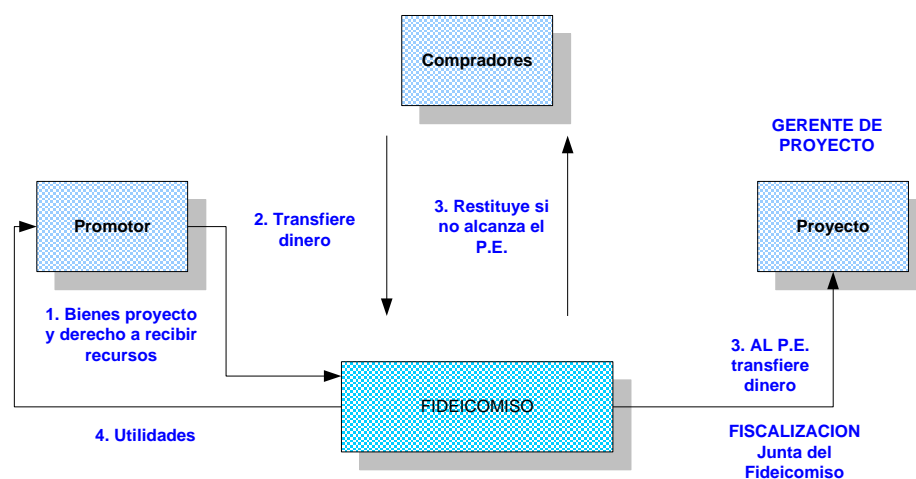 Compradores
GERENTE DE
PROYECTO
Promotor
2. Transfiere
dinero
3. Restituye si
no alcanza el
P.E.
Proyecto
1. Bienes proyecto
y derecho a recibir
recursos
3. AL P.E.
transfiere
dinero
FIDEICOMISO
4. Utilidades
FISCALIZACION
Junta del
Fideicomiso